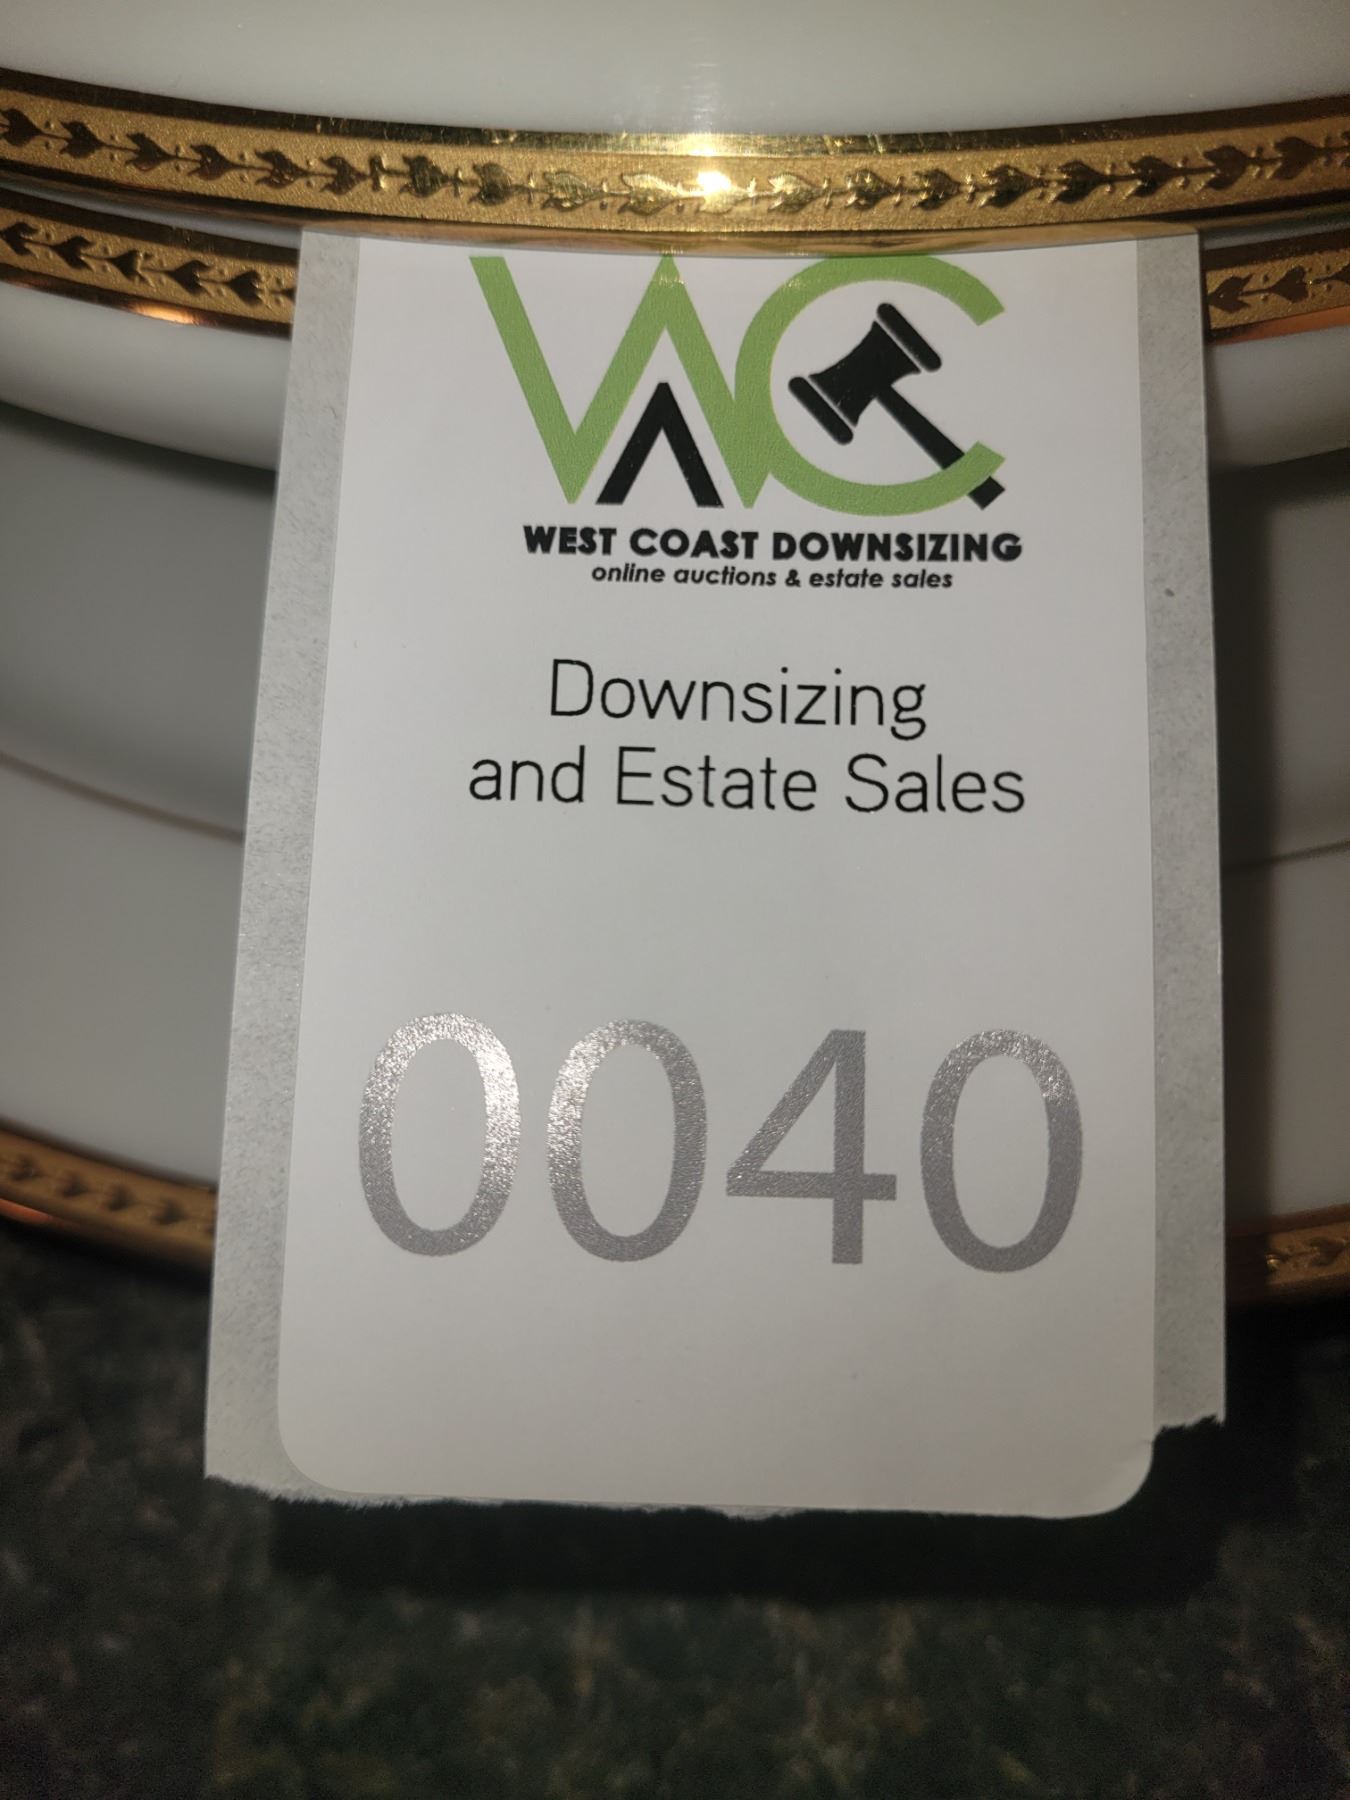 WC
WEST COAST DOWNSIZING
online auctions & estate sales
Downsizing
and Estate Sales
0040